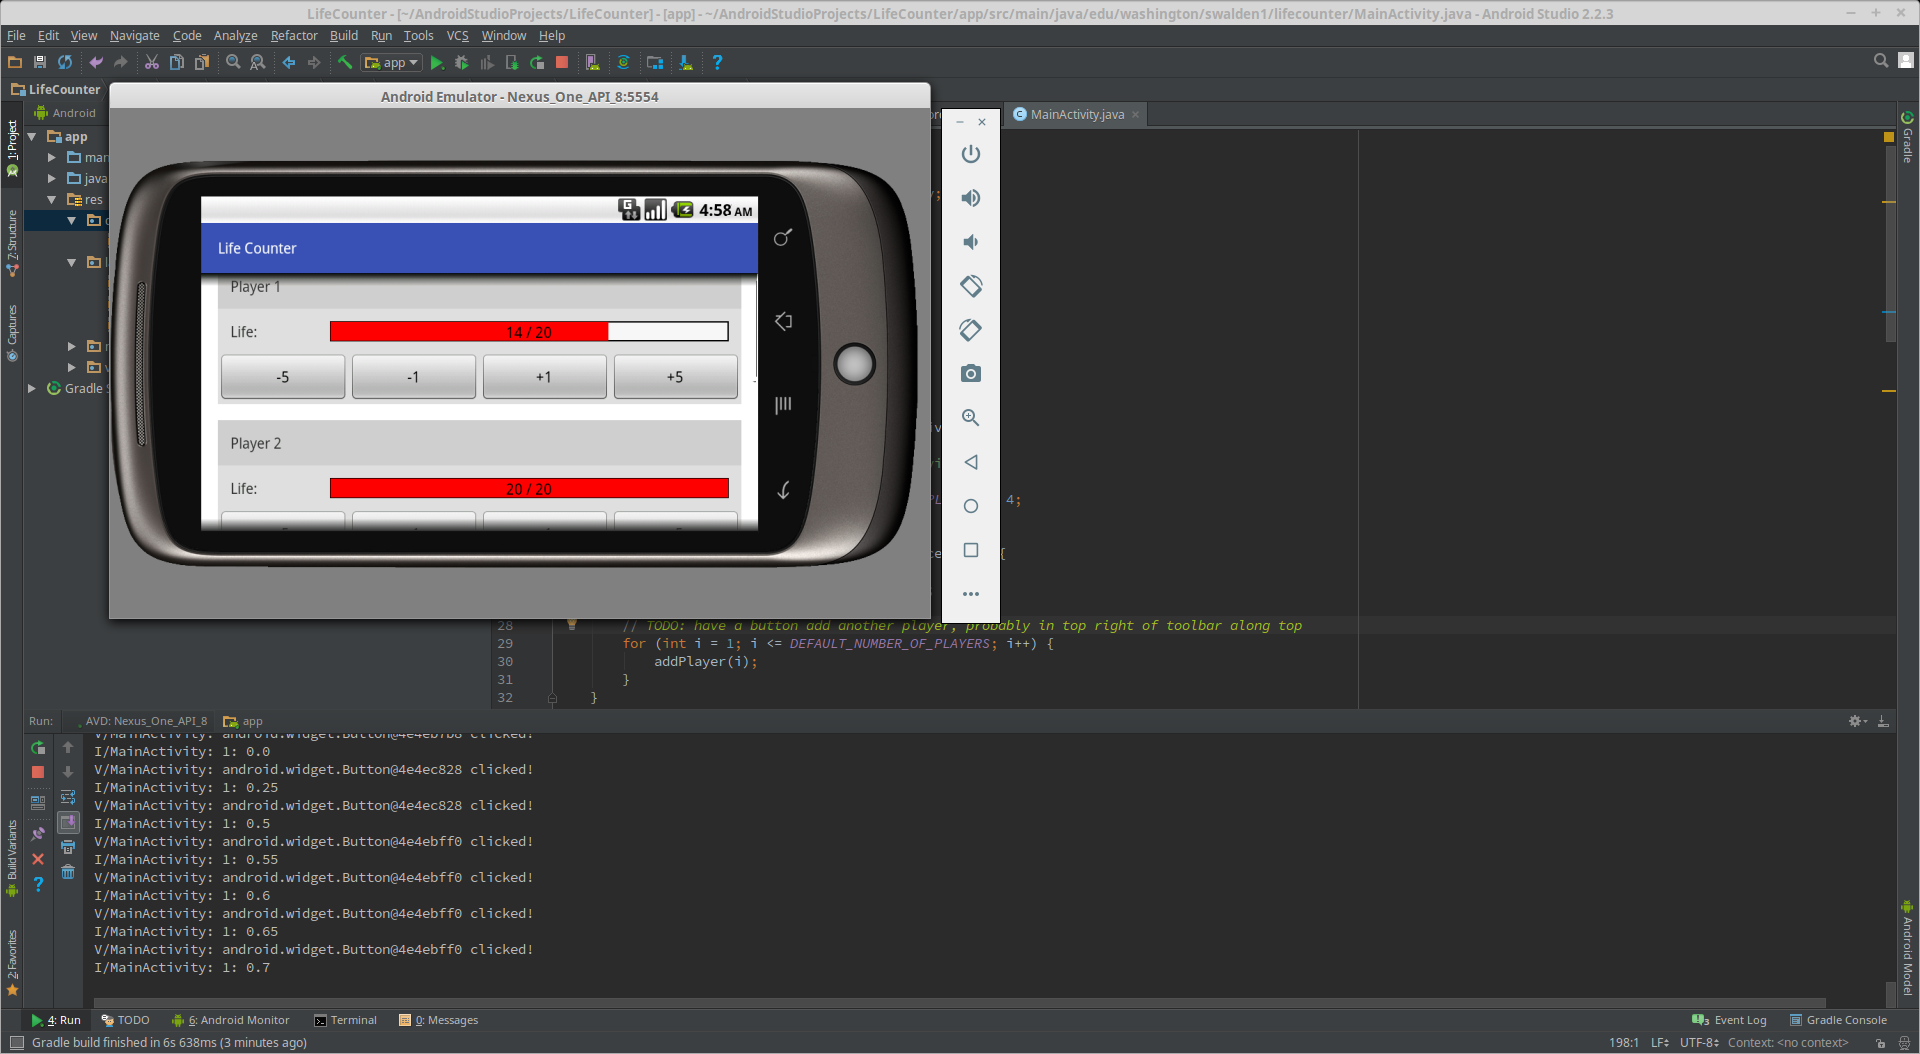 LifeCounter - [~/AndroidStudioProjects/LifeCounter] - [app] - ~/AndroidStudioProjects/LifeCounter/app/src/main/java/edu/washington/swalden1/lifecounter/MainActivity.java - Android Studio 2.2.3
File Edit View Navigate Code Analyze Refactor Build Run Tools VCS Window Help
app
LifeCounter
Android Emulator - Nexus_One_API_8:5554
Android
MainActivity.java
1: Project
app
java
res
Gradle
7: Structure
Captures
4:58 AM
Life Counter
Player 1
Life:
14 / 20
-5 -1 +1 +5
Player 2
Life:
20 / 20
4;
{
28 // TODO: have a button add another player, probably in top right of toolbar along top
29 for (int i = 1; i <= DEFAULT_NUMBER_OF_PLAYERS; i++) {
30 addPlayer(i);
31 }
32 }
Run: AVD: Nexus_One_API_8 app
V/MainActivity: android.widget.Button@4e4eb7b8 clicked!
I/MainActivity: 1: 0.0
V/MainActivity: android.widget.Button@4e4ec828 clicked!
I/MainActivity: 1: 0.25
V/MainActivity: android.widget.Button@4e4ec828 clicked!
I/MainActivity: 1: 0.5
V/MainActivity: android.widget.Button@4e4ebff0 clicked!
I/MainActivity: 1: 0.55
V/MainActivity: android.widget.Button@4e4ebff0 clicked!
I/MainActivity: 1: 0.6
V/MainActivity: android.widget.Button@4e4ebff0 clicked!
I/MainActivity: 1: 0.65
V/MainActivity: android.widget.Button@4e4ebff0 clicked!
I/MainActivity: 1: 0.7
Build Variants
2: Favorites
Gradle
Android Model
4: Run TODO 6: Android Monitor Terminal 0: Messages
3 Event Log Gradle Console
Gradle build finished in 6s 638ms (3 minutes ago)
198:1 LF UTF-8 Context: <no context>